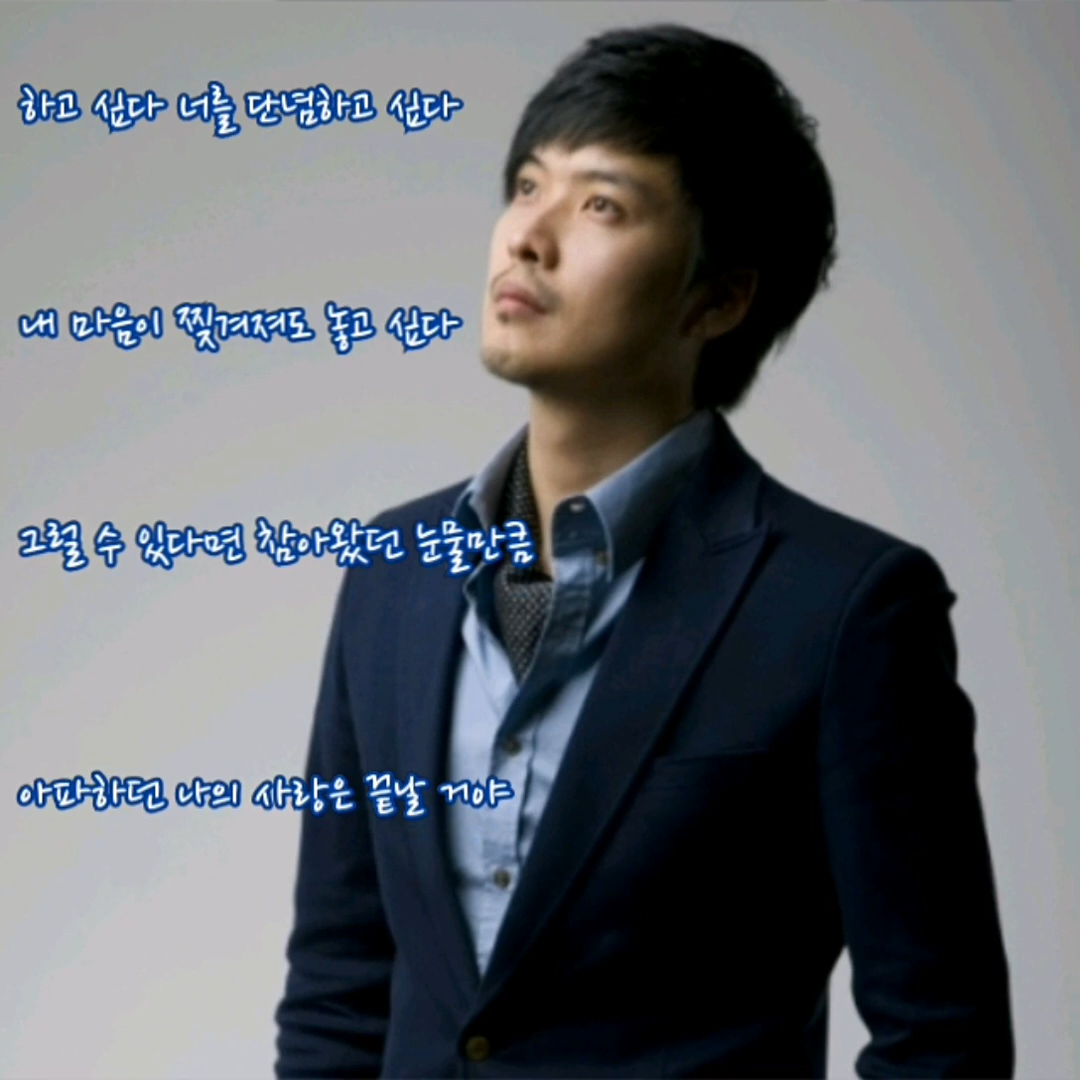 하고 싶다 너를 단념하고 싶다
내 마음이 찢겨져도 놓고 싶다
그럴 수 있다면 참아왔던 눈물만큼
아파하던 나의 사랑은 끝날 거야